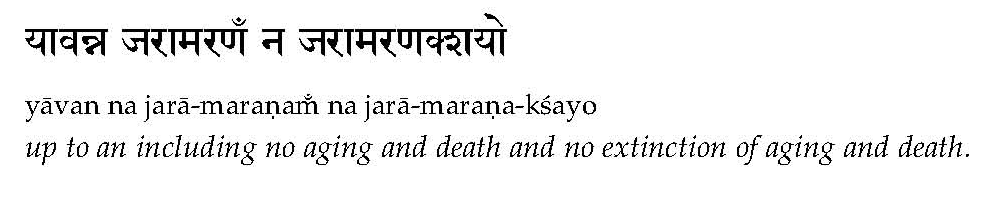 यावन्न जरामरणँ न जरामरणक्शयो
yāvan na jarā-maraṇam̐ na jarā-maraṇa-kśayo
up to an including no aging and death and no extinction of aging and death.